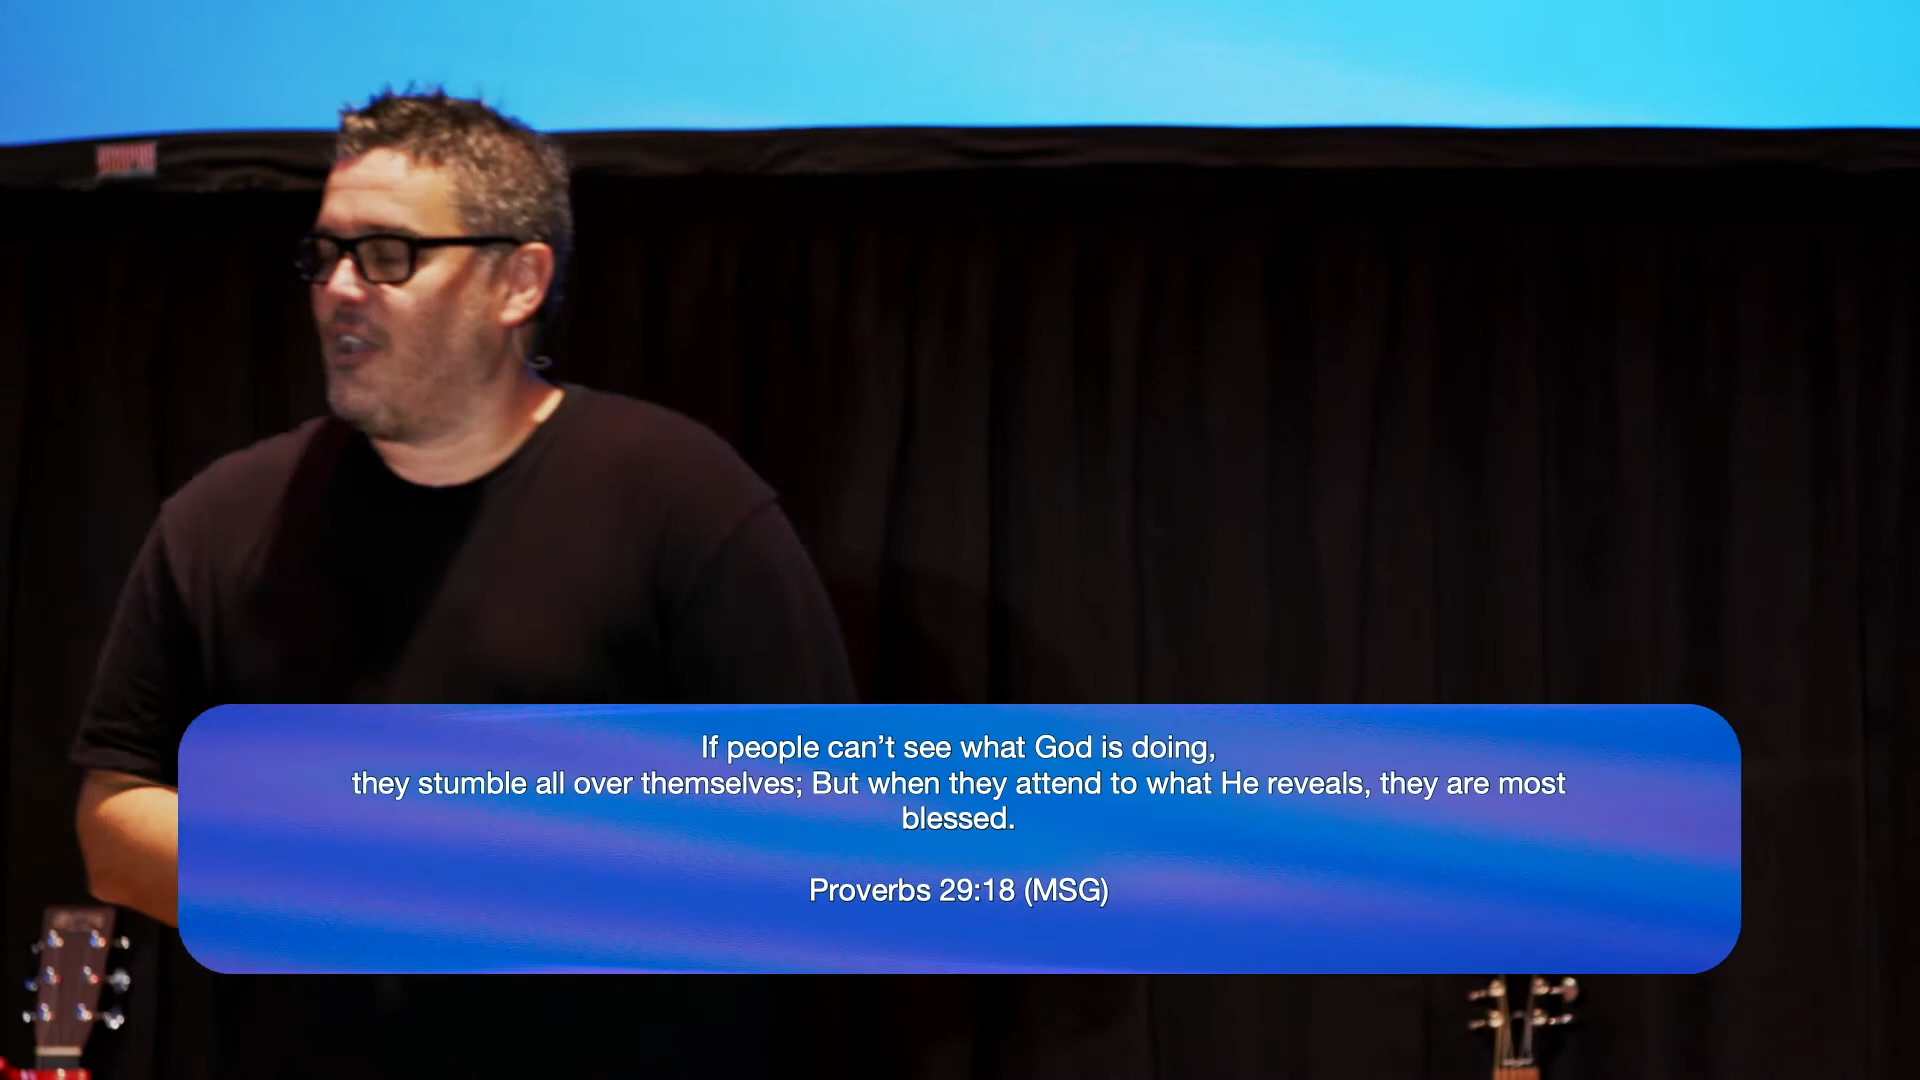 If people can’t see what God is doing,
they stumble all over themselves; But when they attend to what He reveals, they are most
blessed.
Proverbs 29:18 (MSG)